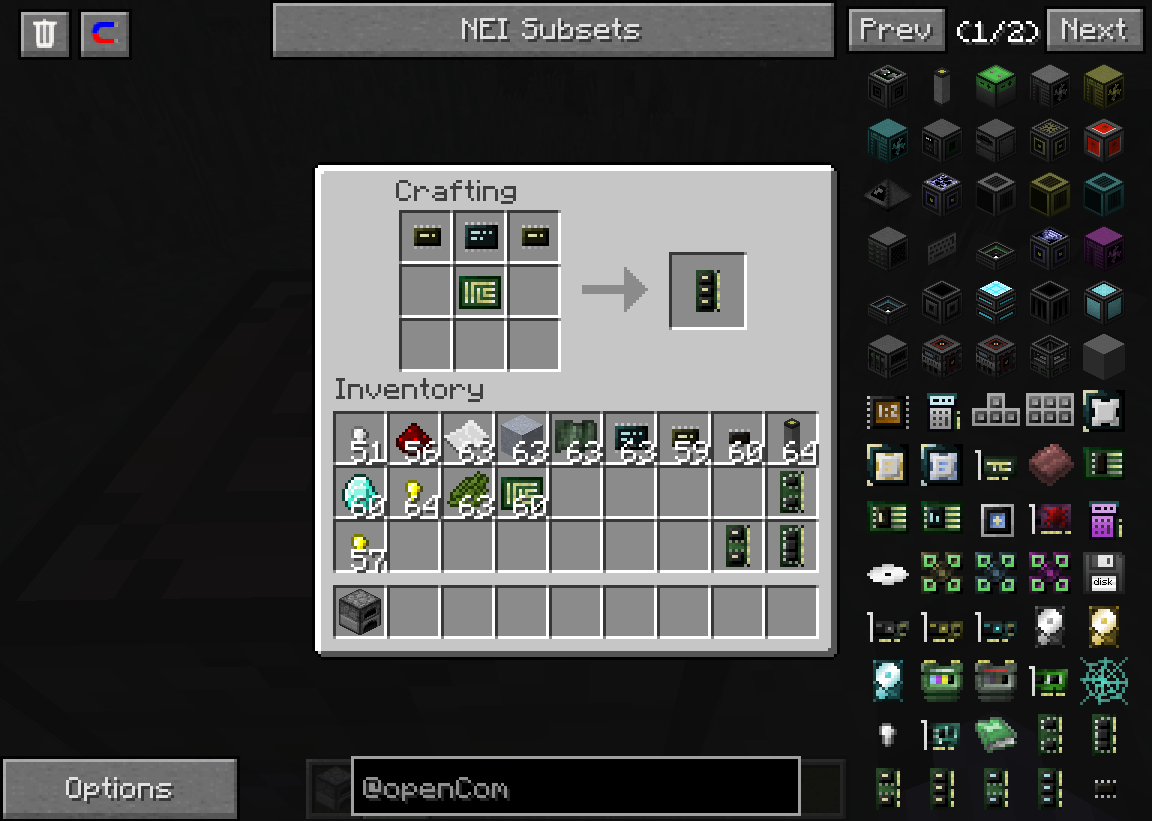 NEI Subsets
Prev (1/2) Next
Crafting
Inventory
51 56 63 63 63 63 59 60 64
60 64 63 60
57
1:2
disk
Options
@openCom